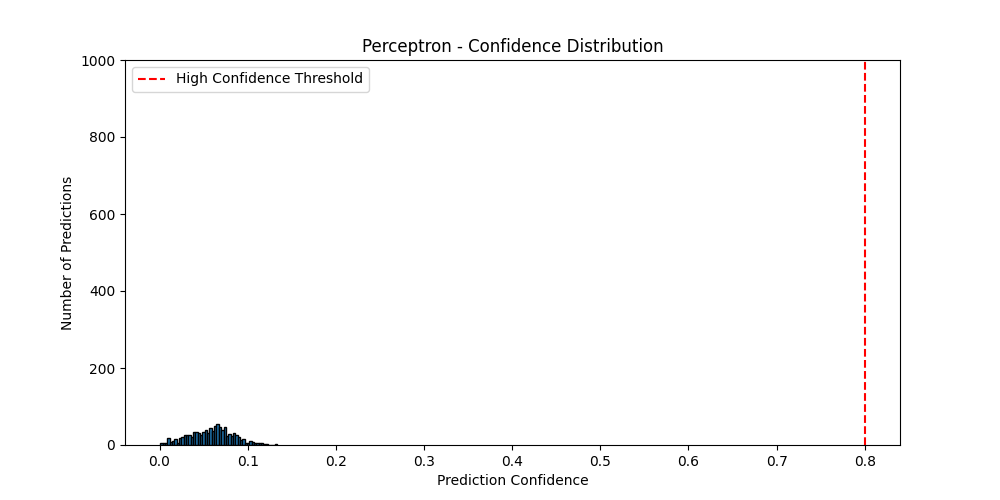 Perceptron - Confidence Distribution
High Confidence Threshold
Number of Predictions
1000
800
600
400
200
0
0.0 0.1 0.2 0.3 0.4 0.5 0.6 0.7 0.8
Prediction Confidence